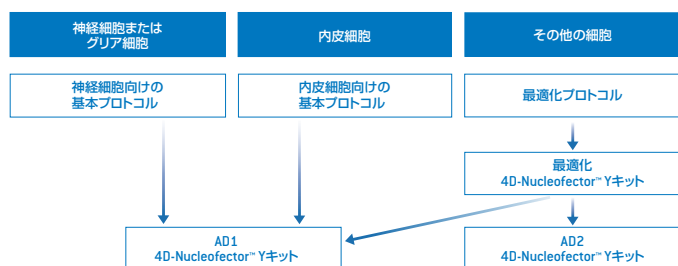 神経細胞または
グリア細胞
内皮細胞
その他の細胞
神経細胞向けの
基本プロトコル
内皮細胞向けの
基本プロトコル
最適化プロトコル
最適化
4D-Nucleofector™ Yキット
AD1
4D-Nucleofector™ Yキット
AD2
4D-Nucleofector™ Yキット